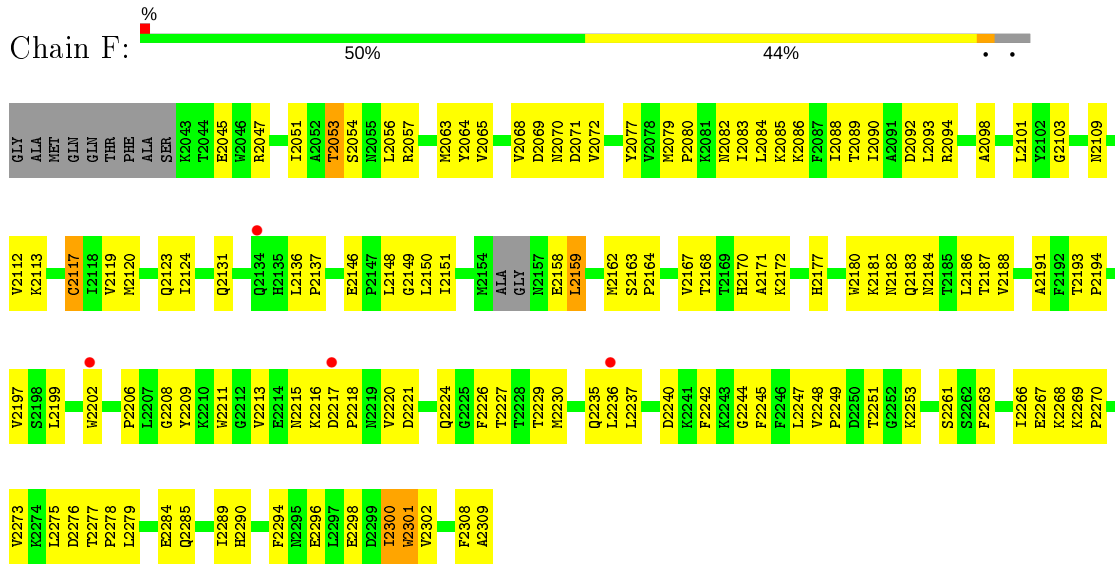 %
Chain F:
50% 44% • •
GLY ALA MET GLN GLN THR PHE ALA SER K2043 T2044 E2045 W2046 R2047 I2051 A2052 T2053 S2054 N2055 L2056 R2057 M2063 Y2064 V2065 V2068 D2069 N2070 D2071 V2072 Y2077 V2078 M2079 P2080 K2081 N2082 I2083 L2084 K2085 K2086 F2087 I2088 T2089 I2090 A2091 D2092 L2093 R2094 A2098 L2101 Y2102 G2103 N2109
V2112 K2113 C2117 I2118 V2119 M2120 Q2123 I2124 Q2131 Q2134 H2135 L2136 P2137 E2146 P2147 L2148 G2149 L2150 I2151 M2154 ALA GLY N2157 E2158 L2159 M2162 S2163 P2164 V2167 T2168 T2169 H2170 A2171 K2172 H2177 W2180 K2181 N2182 Q2183 N2184 T2185 L2186 T2187 V2188 A2191 F2192 T2193 P2194
V2197 S2198 L2199 W2202 P2206 L2207 G2208 Y2209 K2210 W2211 G2212 V2213 E2214 N2215 K2216 D2217 P2218 N2219 V2220 D2221 Q2224 G2225 F2226 T2227 T2228 T2229 M2230 Q2235 L2236 L2237 D2240 K2241 F2242 K2243 G2244 F2245 F2246 L2247 V2248 P2249 D2250 T2251 G2252 K2253 S2261 S2262 F2263 I2266 E2267 K2268 K2269 P2270
V2273 K2274 L2275 D2276 T2277 P2278 L2279 E2284 Q2285 I2289 H2290 F2294 N2295 E2296 L2297 E2298 D2299 I2300 W2301 V2302 F2308 A2309